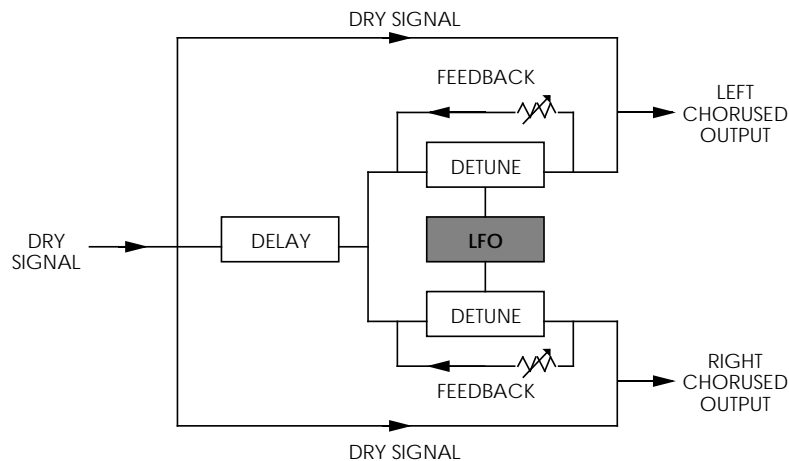 DRY SIGNAL
FEEDBACK
LEFT
CHORUSED
OUTPUT
DETUNE
DRY
SIGNAL
DELAY
LFO
DETUNE
FEEDBACK
RIGHT
CHORUSED
OUTPUT
DRY SIGNAL